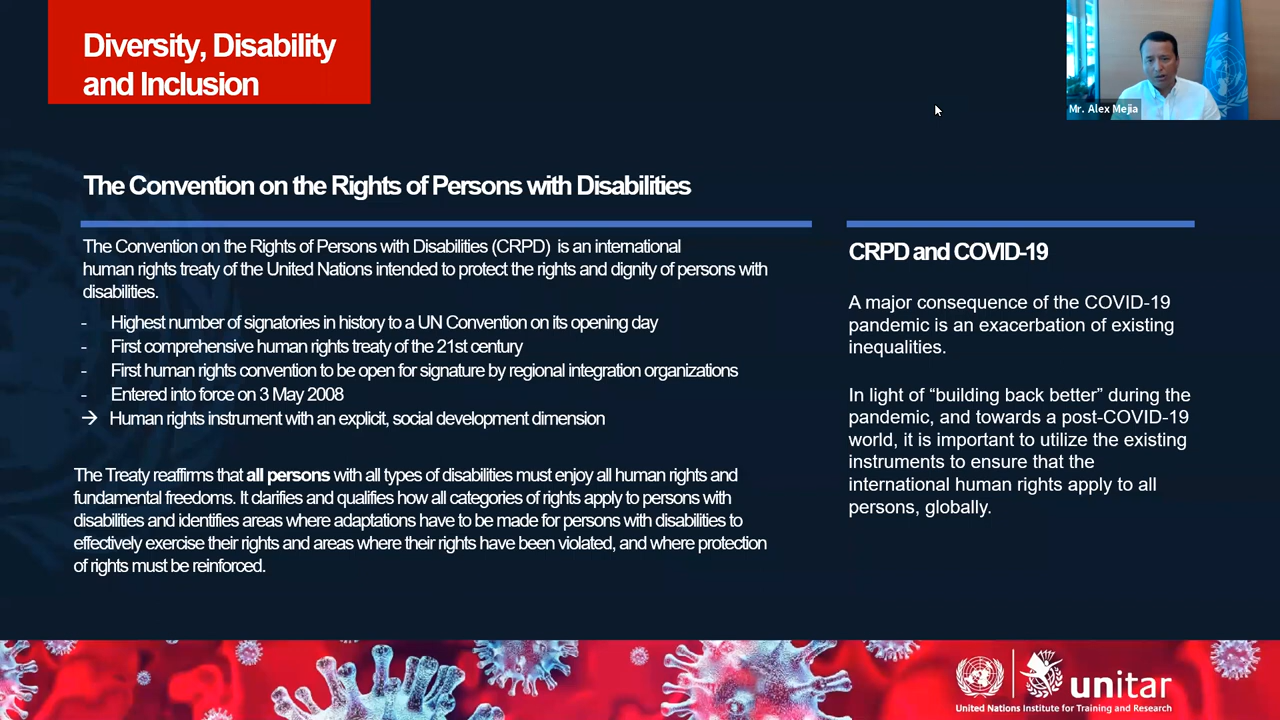 Diversity, Disability
and Inclusion
Mr. Alex Mejia
The Convention on the Rights of Persons with Disabilities
The Convention on the Rights of Persons with Disabilities (CRPD) is an international
human rights treaty of the United Nations intended to protect the rights and dignity of persons with
disabilities.
- Highest number of signatories in history to a UN Convention on its opening day
- First comprehensive human rights treaty of the 21st century
- First human rights convention to be open for signature by regional integration organizations
- Entered into force on 3 May 2008
→ Human rights instrument with an explicit, social development dimension
The Treaty reaffirms that all persons with all types of disabilities must enjoy all human rights and
fundamental freedoms. It clarifies and qualifies how all categories of rights apply to persons with
disabilities and identifies areas where adaptations have to be made for persons with disabilities to
effectively exercise their rights and areas where their rights have been violated, and where protection
of rights must be reinforced.
CRPD and COVID-19
A major consequence of the COVID-19
pandemic is an exacerbation of existing
inequalities.
In light of “building back better” during the
pandemic, and towards a post-COVID-19
world, it is important to utilize the existing
instruments to ensure that the
international human rights apply to all
persons, globally.
unitar
United Nations Institute for Training and Research